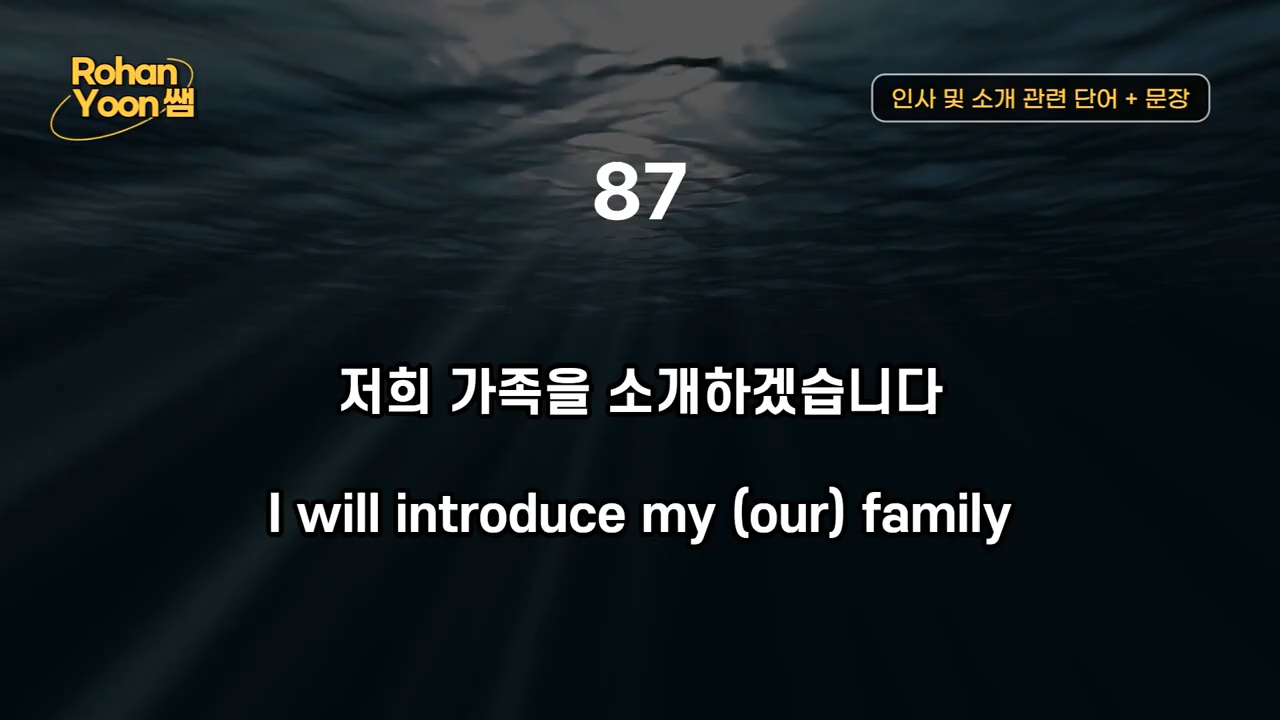 Rohan
Yoon쌤
인사 및 소개 관련 단어 + 문장
87
저희 가족을 소개하겠습니다
I will introduce my (our) family